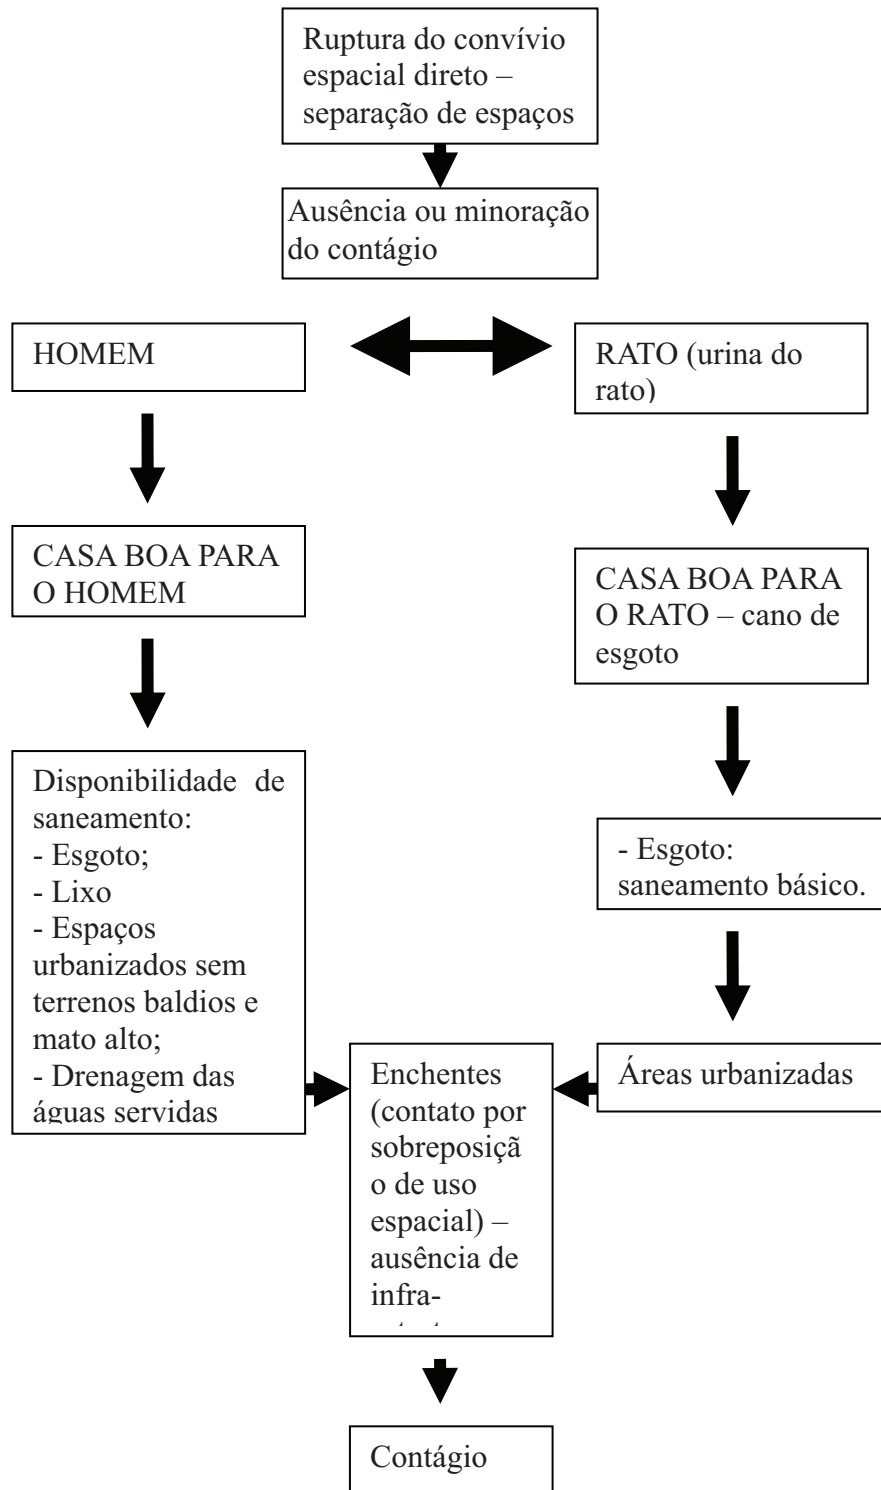 Ruptura do convívio
espacial direto –
separação de espaços
Ausência ou minoração
do contágio
HOMEM
RATO (urina do
rato)
CASA BOA PARA
O HOMEM
CASA BOA PARA
O RATO – cano de
esgoto
Disponibilidade de
saneamento:
- Esgoto;
- Lixo
- Espaços
urbanizados sem
terrenos baldios e
mato alto;
- Drenagem das
águas servidas
- Esgoto:
saneamento básico.
Áreas urbanizadas
Enchentes
(contato por
sobreposiçã
o de uso
espacial) –
ausência de
infra-
Contágio